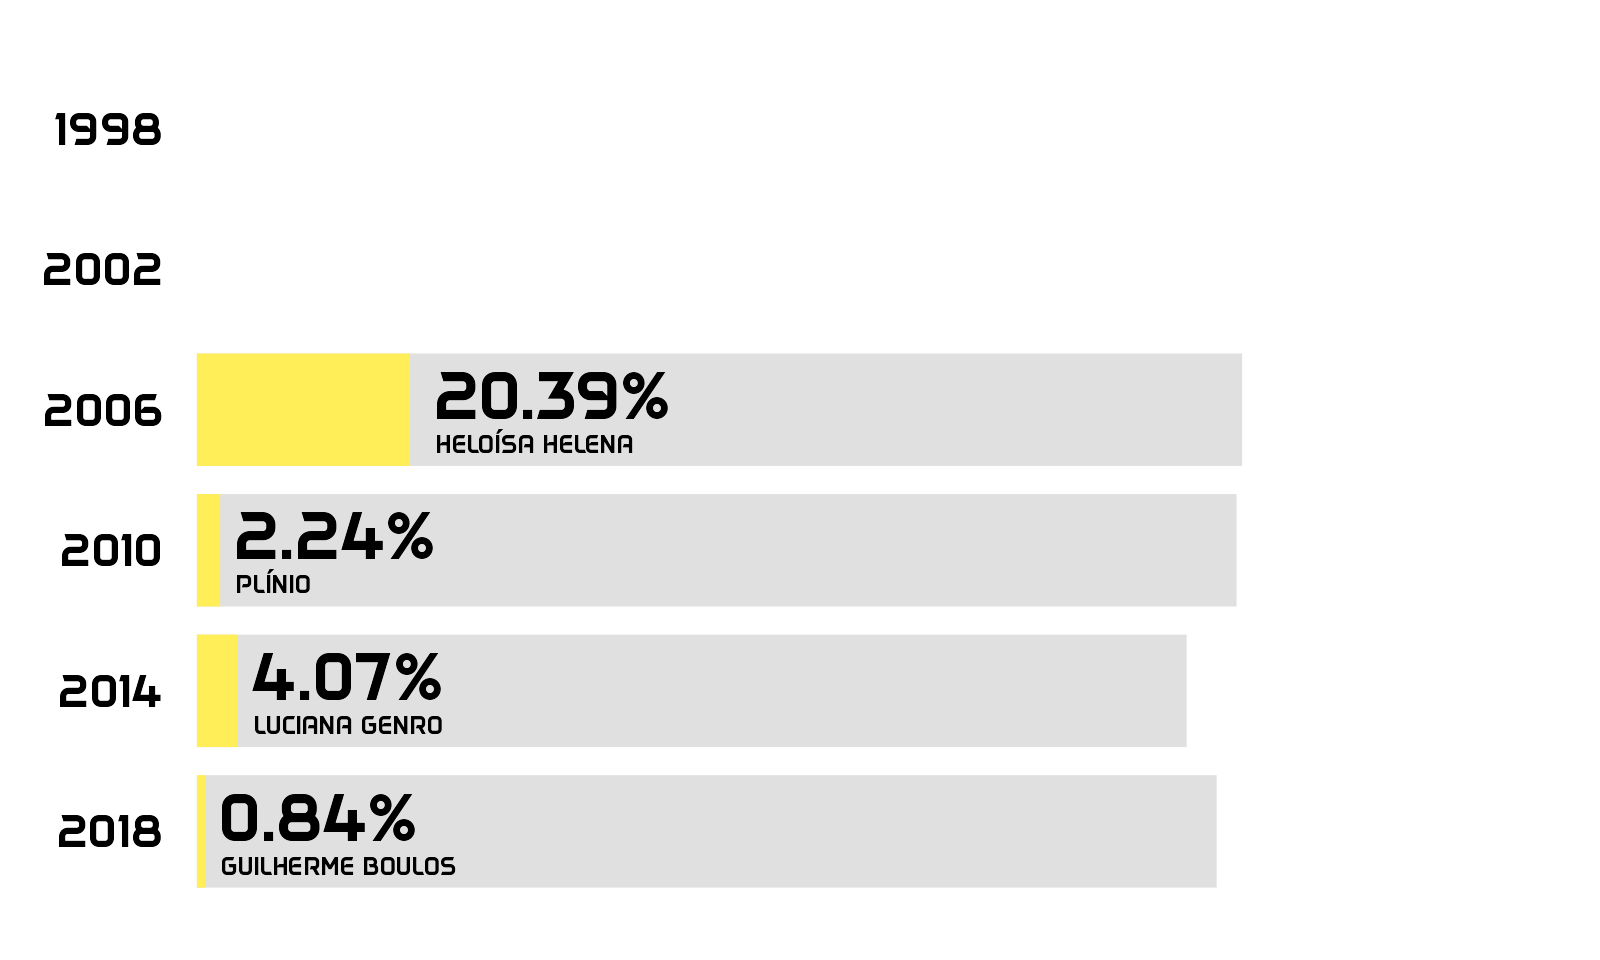 1998
2002
2006
20.39%
HELOÍSA HELENA
2010
2.24%
PLÍNIO
2014
4.07%
LUCIANA GENRO
2018
0.84%
GUILHERME BOULOS